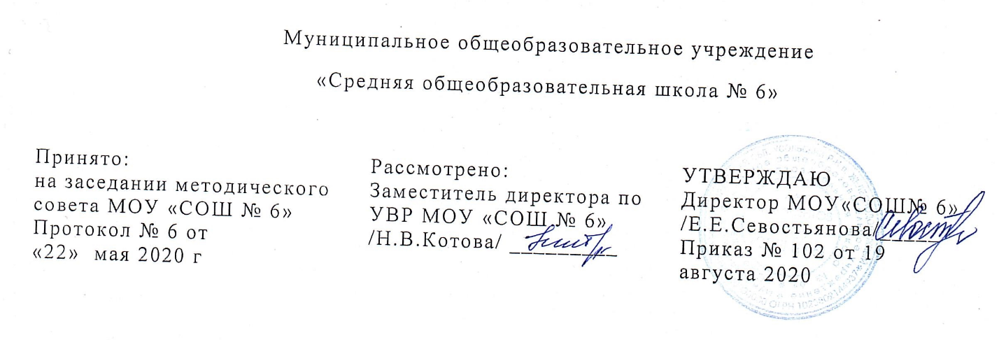 Муниципальное общеобразовательное учреждение
«Средняя общеобразовательная школа № 6»
Принято:
на заседании методического
совета МОУ «СОШ № 6»
Протокол № 6 от
«22» мая 2020 г
Рассмотрено:
Заместитель директора по
УВР МОУ «СОШ № 6»
/Н.В.Котова/ _________
УТВЕРЖДАЮ
Директор МОУ«СОШ№ 6»
/Е.Е.Севостьянова/_____
Приказ № 102 от 19
августа 2020